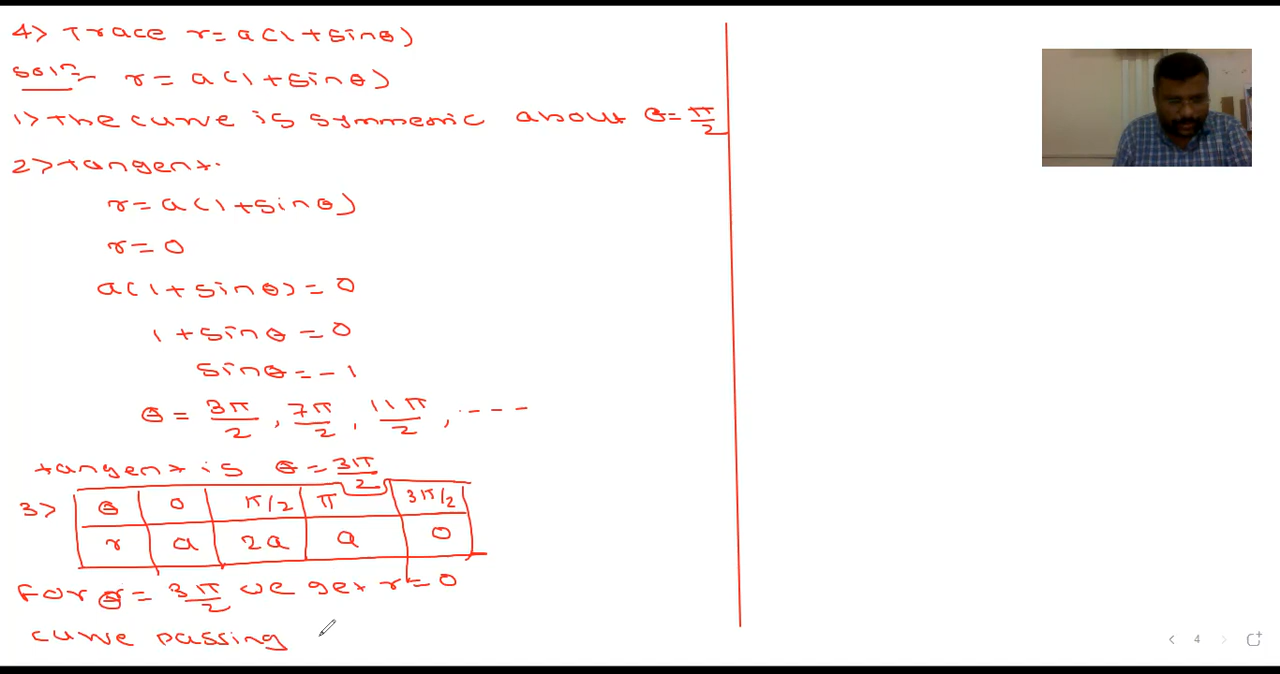 4> Trace r=a(1+sinθ)
Solⁿ r = a(1+sinθ)
1> The curve is symmetric about θ=π/2
2> tangent.
r=a(1+sinθ)
r=0
a(1+sinθ)=0
1+sinθ=0
sinθ=-1
θ = 3π/2, 7π/2, 11π/2, ----
tangent is θ=3π/2
3> θ 0 π/2 π 3π/2
r a 2a a 0
For θ= 3π/2 we get r=0
curve passing
< 4 >